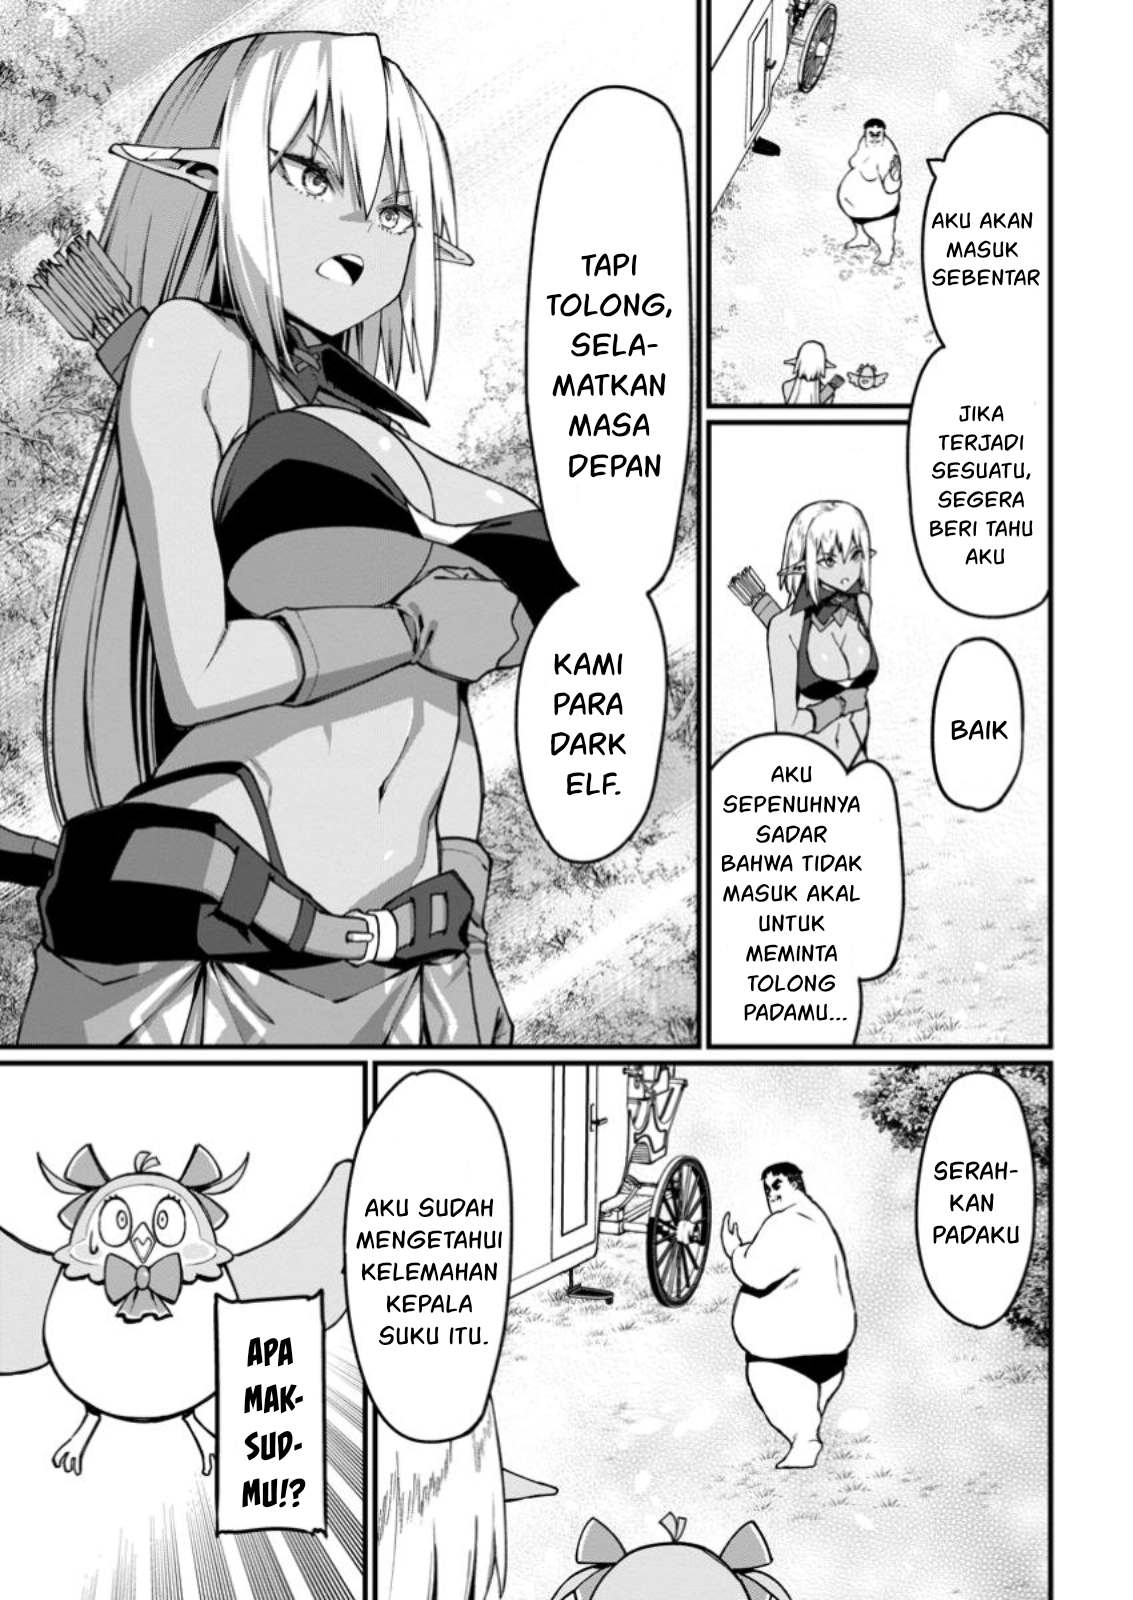 AKU AKAN
MASUK
SEBENTAR
JIKA
TERJADI
SESUATU,
SEGERA
BERI TAHU
AKU
BAIK
AKU
SEPENUHNYA
SADAR
BAHWA TIDAK
MASUK AKAL
UNTUK
MEMINTA
TOLONG
PADAMU...
TAPI
TOLONG,
SELA-
MATKAN
MASA
DEPAN
KAMI
PARA
DARK
ELF.
SERAH-
KAN
PADAKU
AKU SUDAH
MENGETAHUI
KELEMAHAN
KEPALA
SUKU ITU.
APA
MAK-
SUD-
MU!?